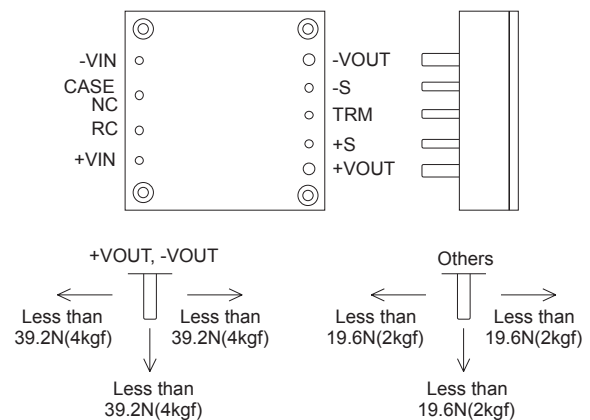 -VIN
CASE
NC
RC
+VIN
-VOUT
-S
TRM
+S
+VOUT
+VOUT, -VOUT
Less than
39.2N(4kgf)
Less than
39.2N(4kgf)
Less than
39.2N(4kgf)
Others
Less than
19.6N(2kgf)
Less than
19.6N(2kgf)
Less than
19.6N(2kgf)